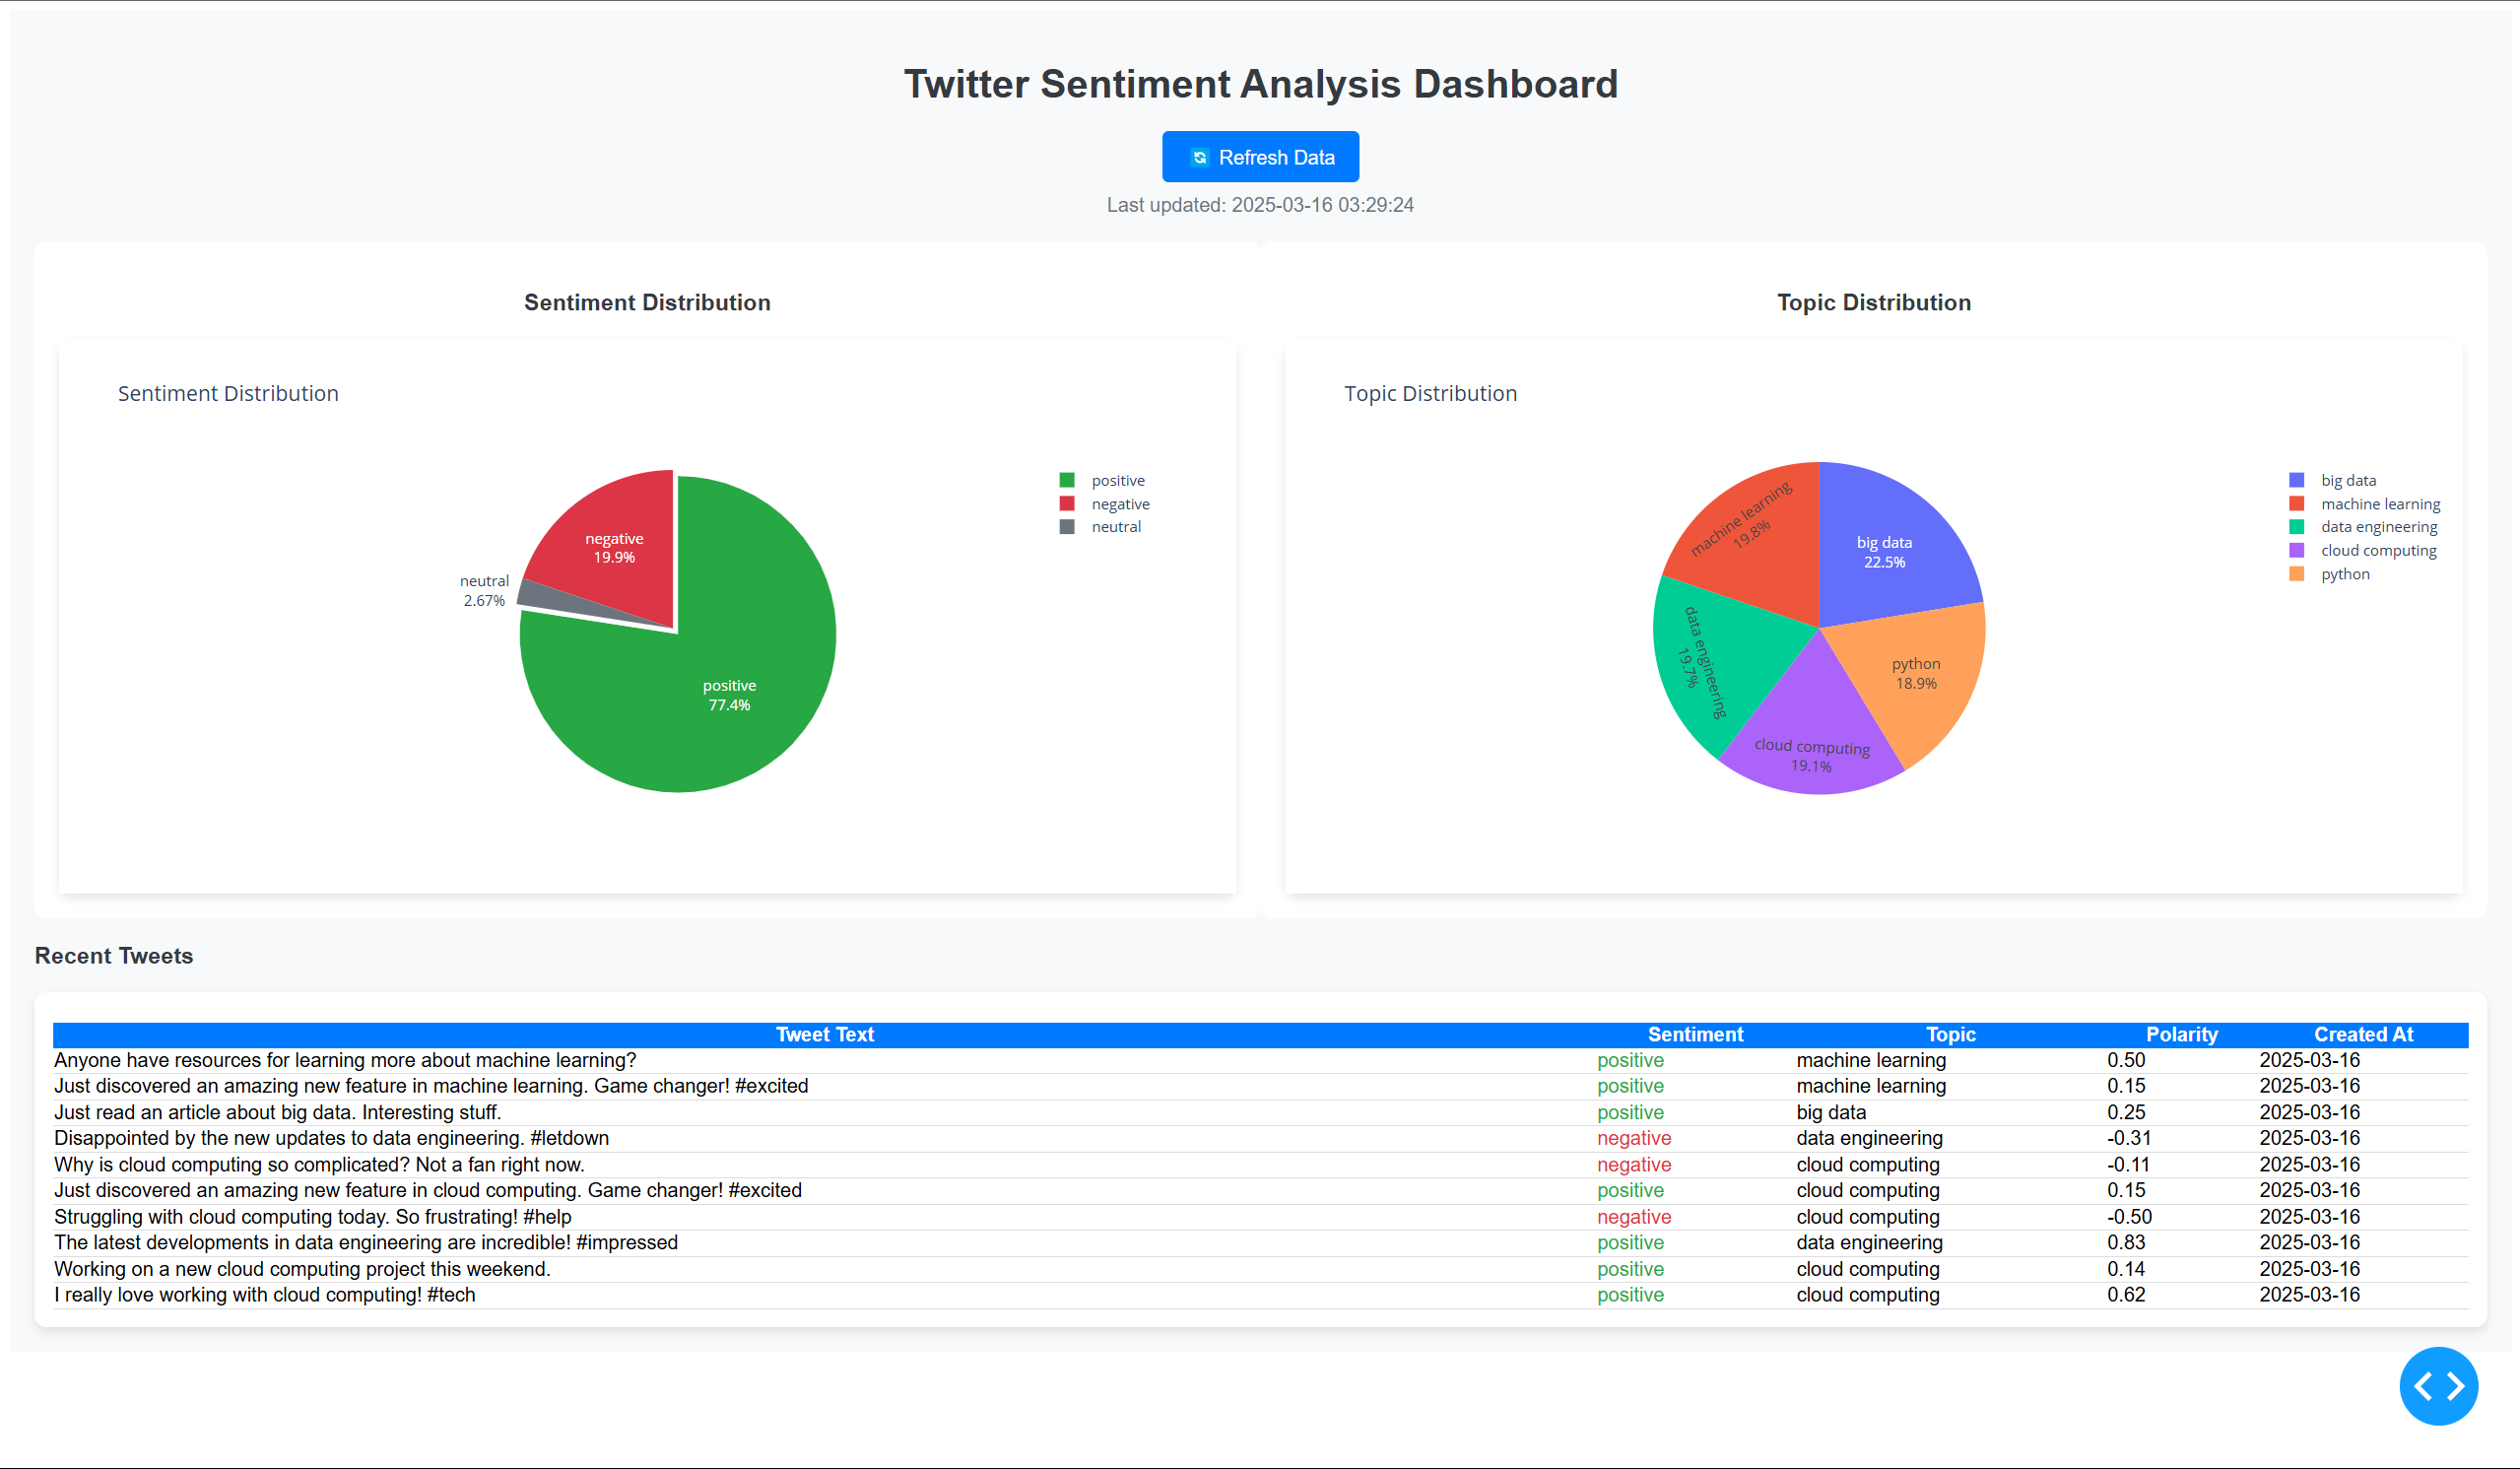 Twitter Sentiment Analysis Dashboard
Refresh Data
Last updated: 2025-03-16 03:29:24
Sentiment Distribution
Sentiment Distribution
positive
negative
neutral
negative
19.9%
neutral
2.67%
positive
77.4%
Topic Distribution
Topic Distribution
big data
machine learning
data engineering
cloud computing
python
machine learning
19.8%
big data
22.5%
data engineering
19.7%
python
18.9%
cloud computing
19.1%
Recent Tweets
Tweet Text Sentiment Topic Polarity Created At
Anyone have resources for learning more about machine learning? positive machine learning 0.50 2025-03-16
Just discovered an amazing new feature in machine learning. Game changer! #excited positive machine learning 0.15 2025-03-16
Just read an article about big data. Interesting stuff. positive big data 0.25 2025-03-16
Disappointed by the new updates to data engineering. #letdown negative data engineering -0.31 2025-03-16
Why is cloud computing so complicated? Not a fan right now. negative cloud computing -0.11 2025-03-16
Just discovered an amazing new feature in cloud computing. Game changer! #excited positive cloud computing 0.15 2025-03-16
Struggling with cloud computing today. So frustrating! #help negative cloud computing -0.50 2025-03-16
The latest developments in data engineering are incredible! #impressed positive data engineering 0.83 2025-03-16
Working on a new cloud computing project this weekend. positive cloud computing 0.14 2025-03-16
I really love working with cloud computing! #tech positive cloud computing 0.62 2025-03-16